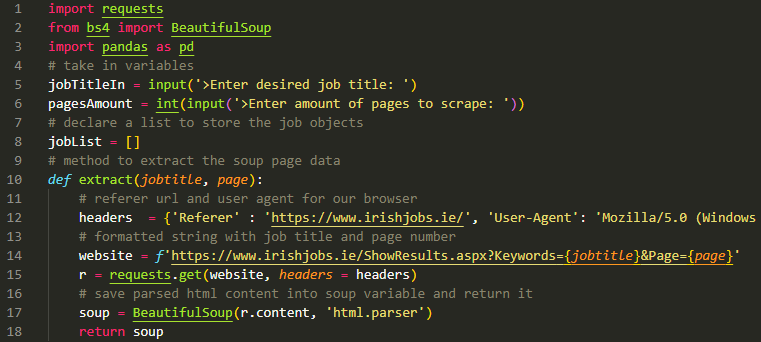 1 import requests
2 from bs4 import BeautifulSoup
3 import pandas as pd
4 # take in variables
5 jobTitleIn = input('>Enter desired job title: ')
6 pagesAmount = int(input('>Enter amount of pages to scrape: '))
7 # declare a list to store the job objects
8 jobList = []
9 # method to extract the soup page data
10 def extract(jobtitle, page):
11     # referer url and user agent for our browser
12     headers  = {'Referer' : 'https://www.irishjobs.ie/', 'User-Agent': 'Mozilla/5.0 (Windows
13     # formatted string with job title and page number
14     website = f'https://www.irishjobs.ie/ShowResults.aspx?Keywords={jobtitle}&Page={page}'
15     r = requests.get(website, headers = headers)
16     # save parsed html content into soup variable and return it
17     soup = BeautifulSoup(r.content, 'html.parser')
18     return soup